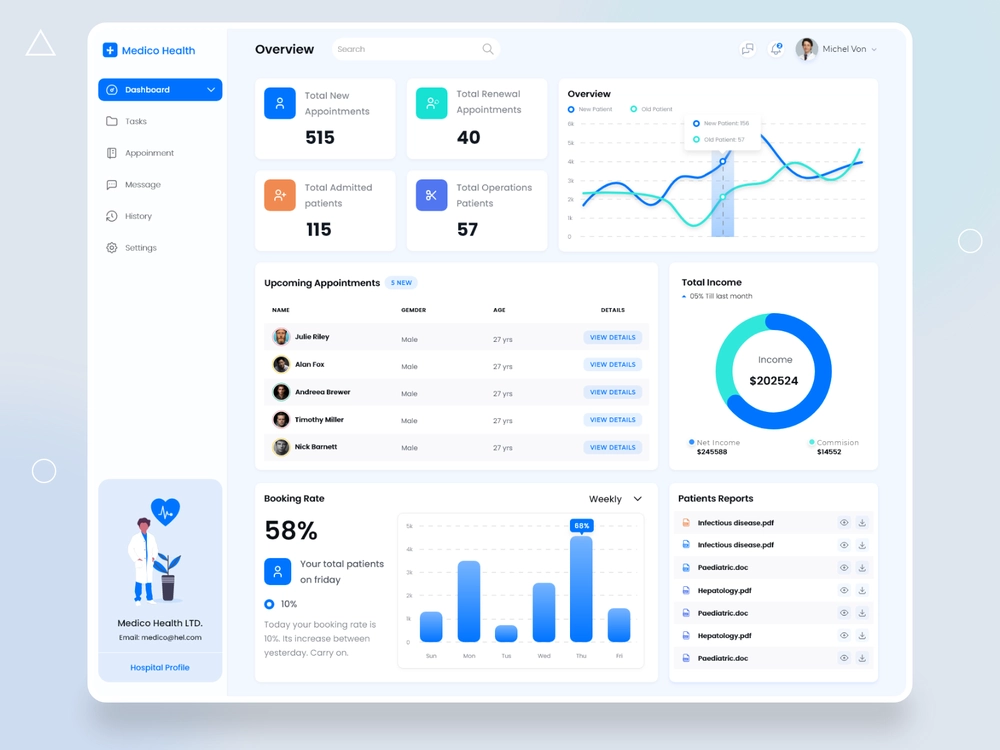 Medico Health
Dashboard
Tasks
Appoinment
Message
History
Settings
Medico Health LTD.
Email: medico@hel.com
Hospital Profile
Overview
Search
2
Michel Von
Total New
Appointments
515
Total Renewal
Appointments
40
Total Admitted
patients
115
Total Operations
Patients
57
Overview
New Patient
Old Patient
New Patient: 156
Old Patient: 57
6k
5k
4k
3k
2k
1k
0
Upcoming Appointments
5 NEW
NAME GEMDER AGE DETAILS
Julie Riley Male 27 yrs VIEW DETAILS
Alan Fox Male 27 yrs VIEW DETAILS
Andreea Brewer Male 27 yrs VIEW DETAILS
Timothy Miller Male 27 yrs VIEW DETAILS
Nick Barnett Male 27 yrs VIEW DETAILS
Total Income
05% Till last month
Income
$202524
Net Income
$245588
Commision
$14552
Booking Rate
Weekly
58%
Your total patients
on friday
10%
Today your booking rate is
10%. Its increase between
yesterday. Carry on.
68%
5k
4k
3k
2k
0
Sun Mon Tus Wed Thu Fri
Patients Reports
Infectious disease.pdf
Infectious disease.pdf
Paediatric.doc
Hepatology.pdf
Paediatric.doc
Hepatology.pdf
Paediatric.doc